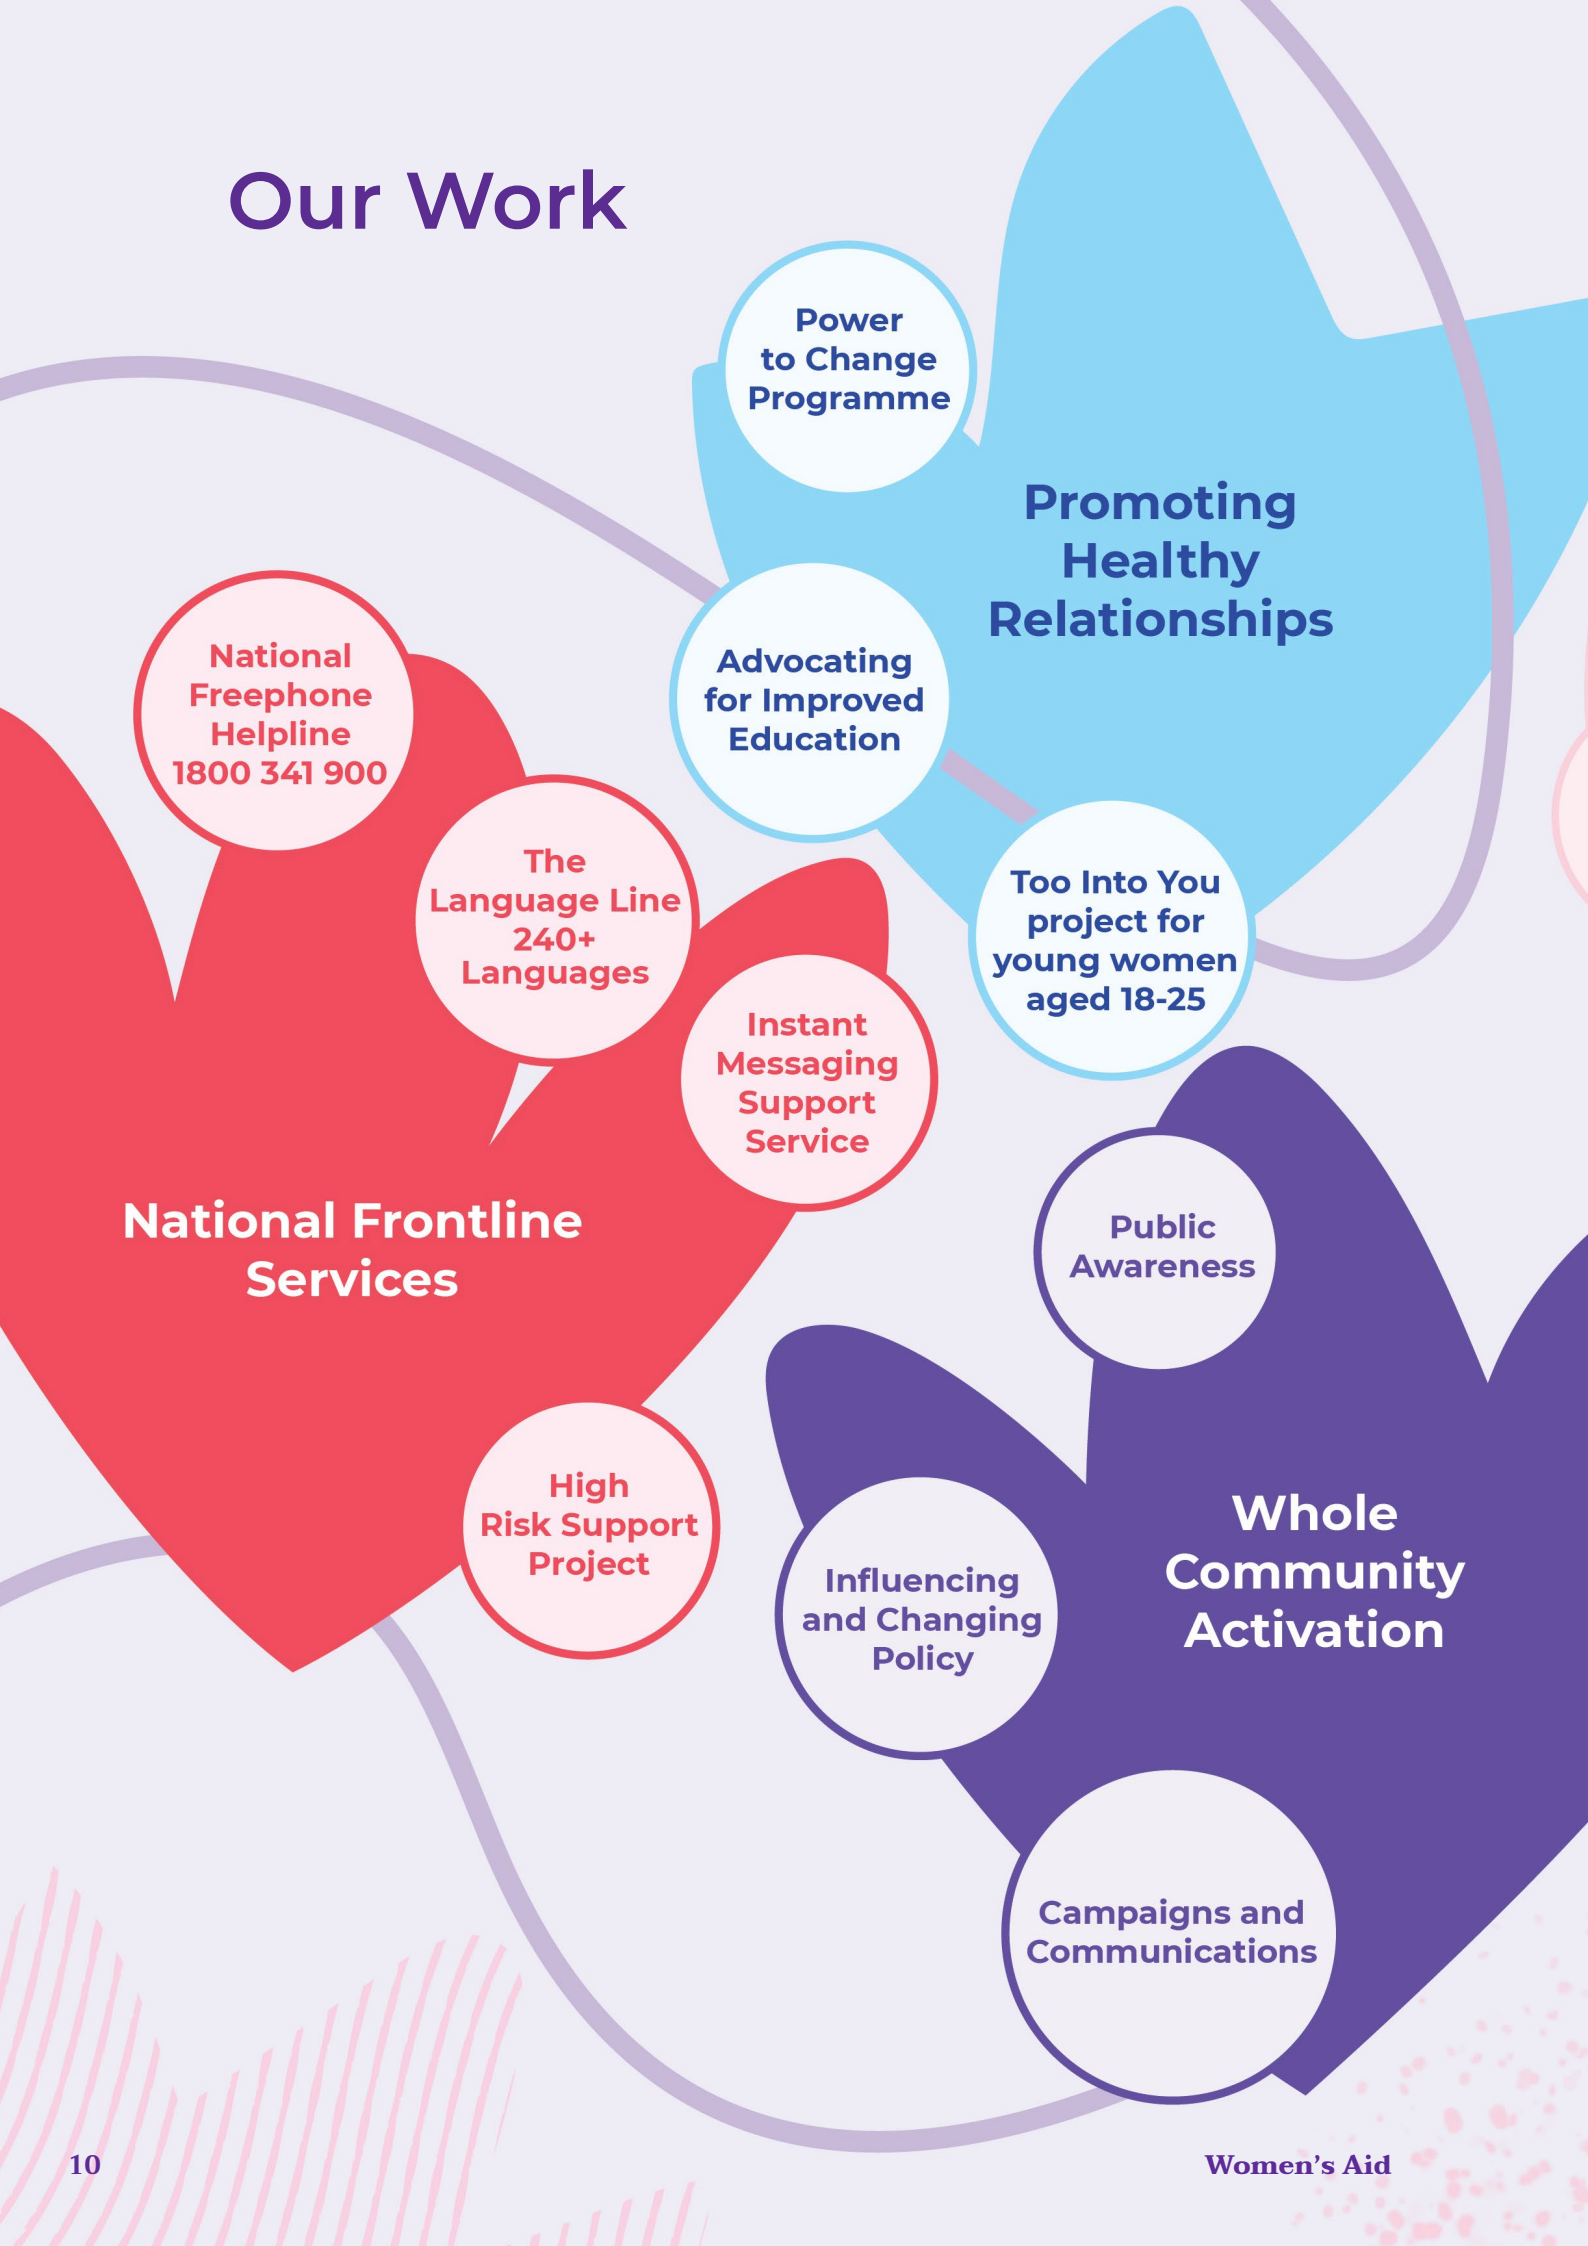 Our Work
Power
to Change
Programme
Promoting
Healthy
Relationships
Advocating
for Improved
Education
Too Into You
project for
young women
aged 18-25
National
Freephone
Helpline
1800 341 900
The
Language Line
240+
Languages
Instant
Messaging
Support
Service
National Frontline
Services
High
Risk Support
Project
Public
Awareness
Influencing
and Changing
Policy
Whole
Community
Activation
Campaigns and
Communications
10
Women’s Aid